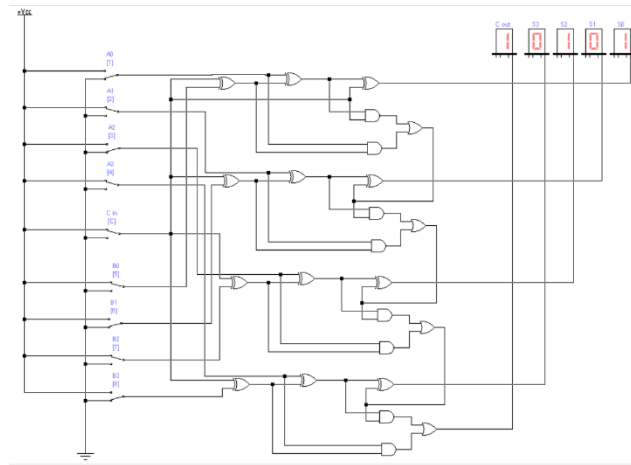 +Vcc
C out S3 S2 S1 S0
1 0 1 0 1
A0
[1]
A1
[2]
A2
[3]
A3
[4]
C in
[C]
B0
[5]
B1
[6]
B2
[7]
B3
[8]